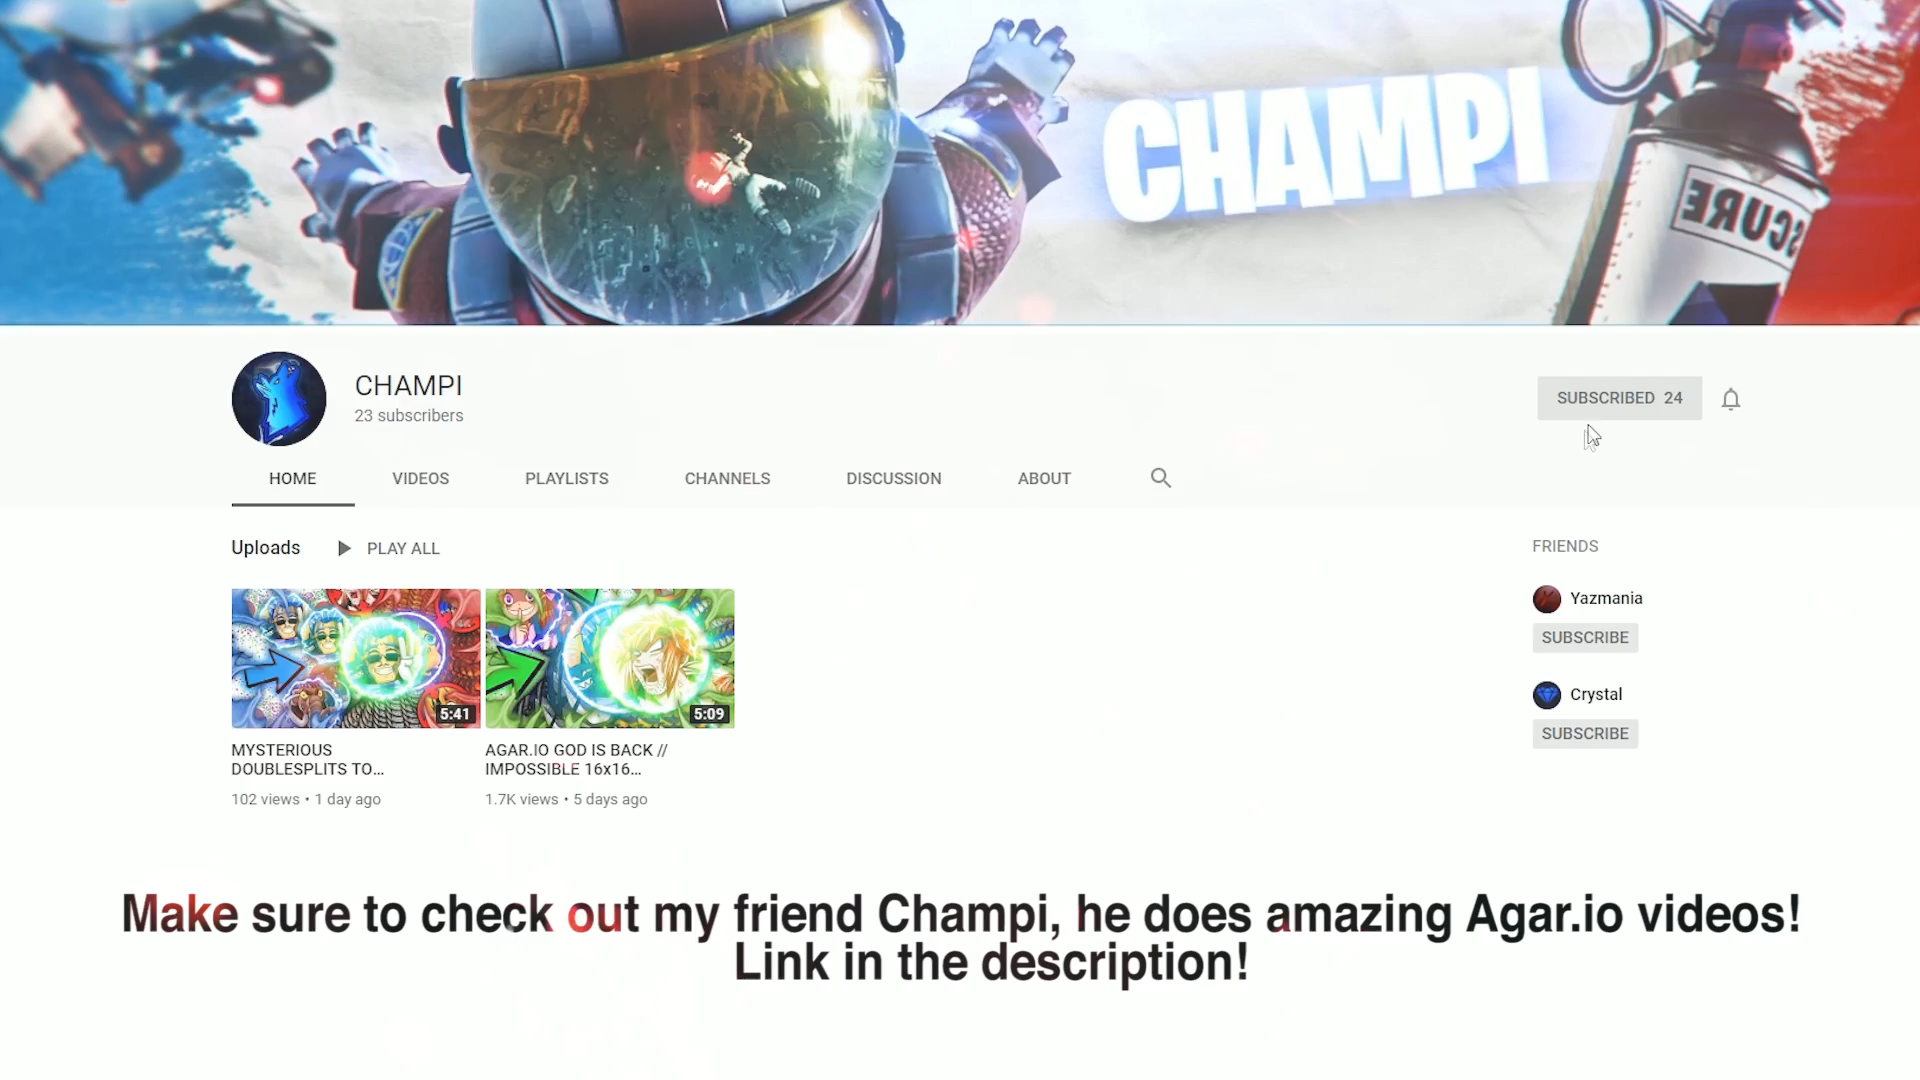 CHAMPI
SCURE
CHAMPI
23 subscribers
SUBSCRIBED 24
HOME VIDEOS PLAYLISTS CHANNELS DISCUSSION ABOUT
Uploads PLAY ALL
FRIENDS
Yazmania
SUBSCRIBE
Crystal
SUBSCRIBE
5:41
5:09
MYSTERIOUS
DOUBLESPLITS TO...
102 views • 1 day ago
AGAR.IO GOD IS BACK //
IMPOSSIBLE 16x16...
1.7K views • 5 days ago
Make sure to check out my friend Champi, he does amazing Agar.io videos!
Link in the description!